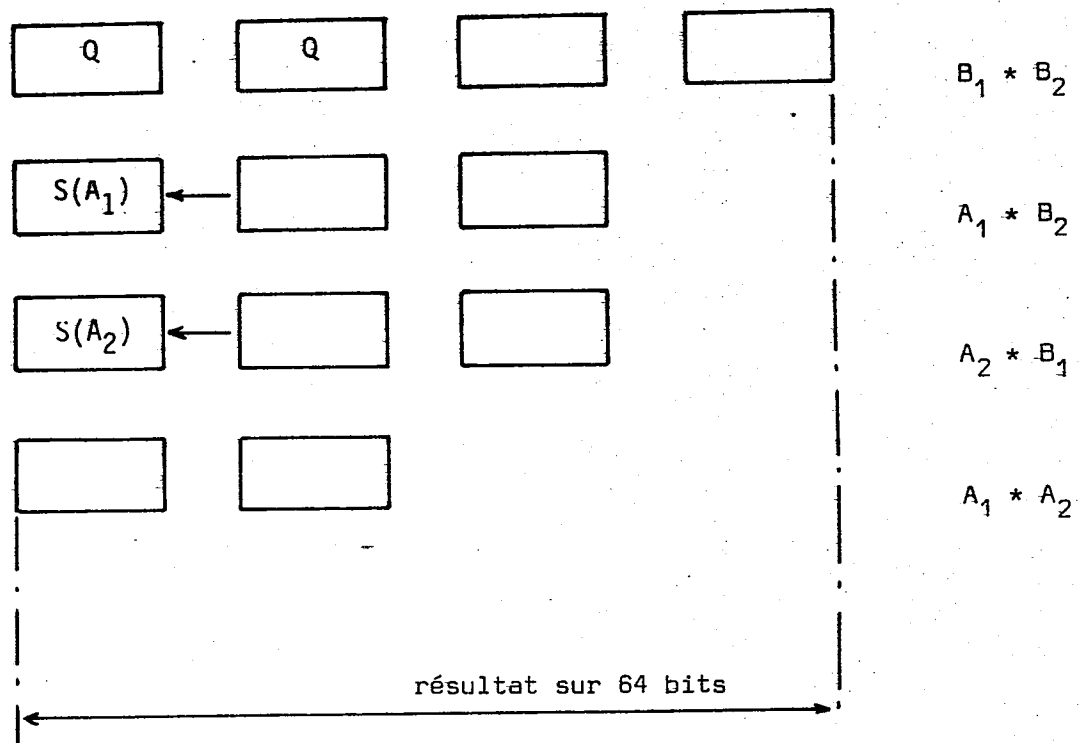 Q Q B₁ * B₂
S(A₁) A₁ * B₂
S(A₂) A₂ * B₁
A₁ * A₂
résultat sur 64 bits